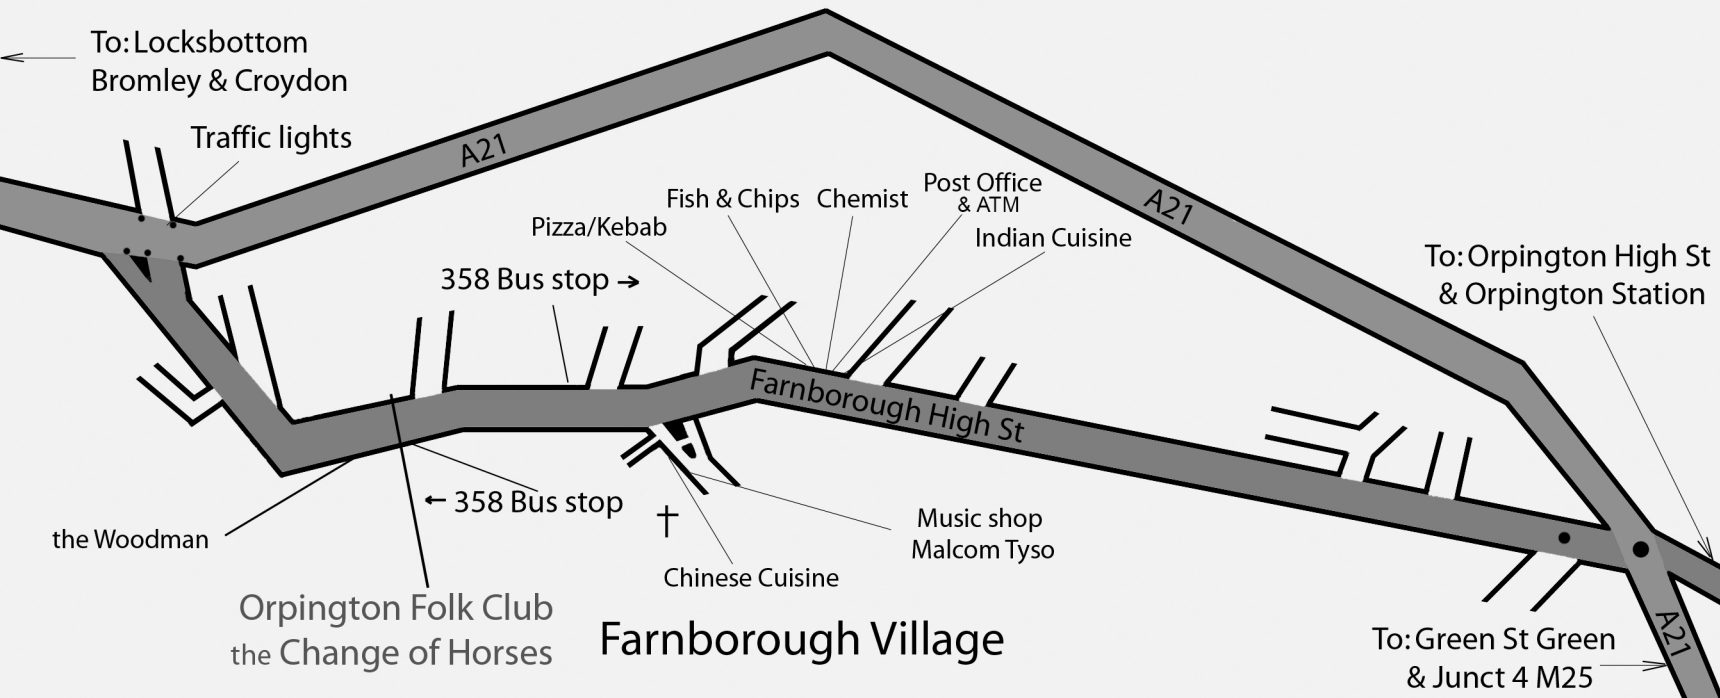 To: Locksbottom
Bromley & Croydon
Traffic lights
A21
A21
Fish & Chips
Chemist
Post Office
& ATM
Pizza/Kebab
Indian Cuisine
358 Bus stop →
To: Orpington High St
& Orpington Station
Farnborough High St
← 358 Bus stop
the Woodman
Music shop
Malcom Tyso
Chinese Cuisine
Orpington Folk Club
the Change of Horses
Farnborough Village
To: Green St Green
& Junct 4 M25
A21